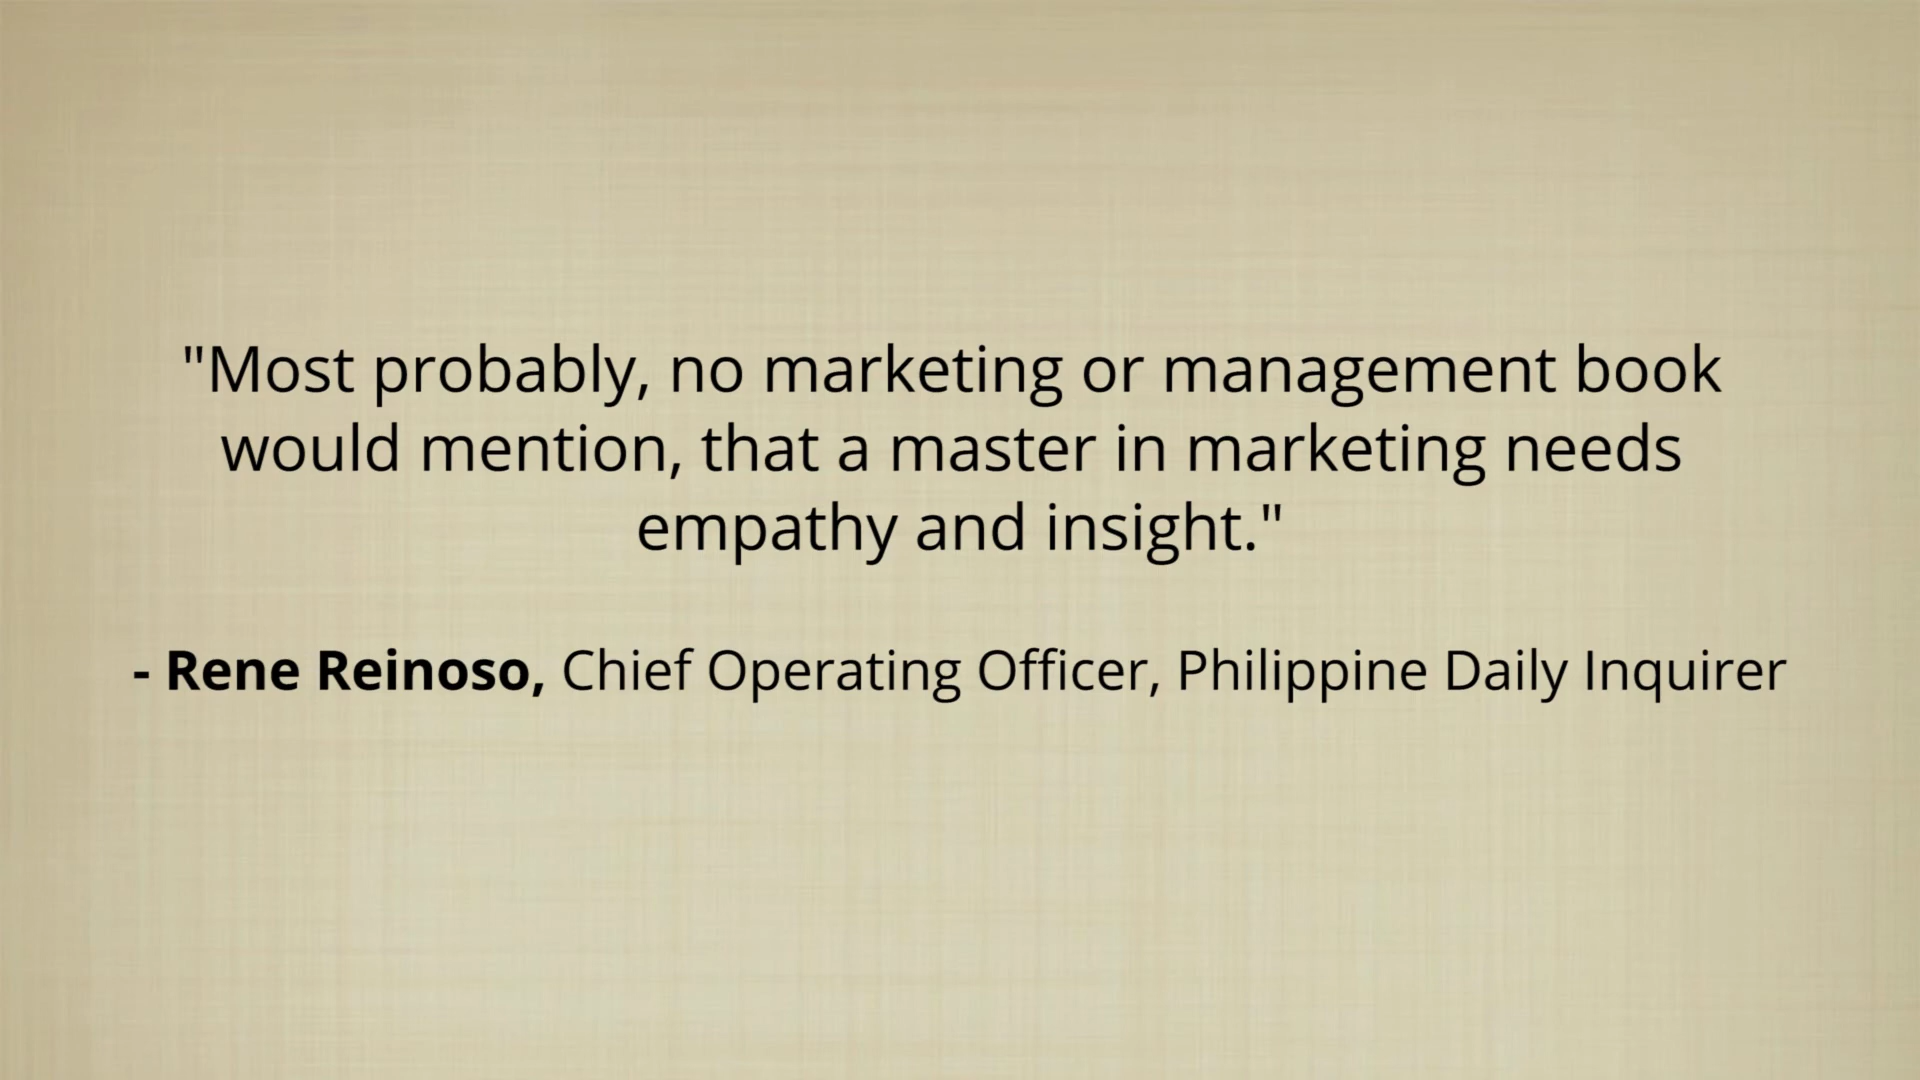 "Most probably, no marketing or management book
would mention, that a master in marketing needs
empathy and insight."
- Rene Reinoso, Chief Operating Officer, Philippine Daily Inquirer